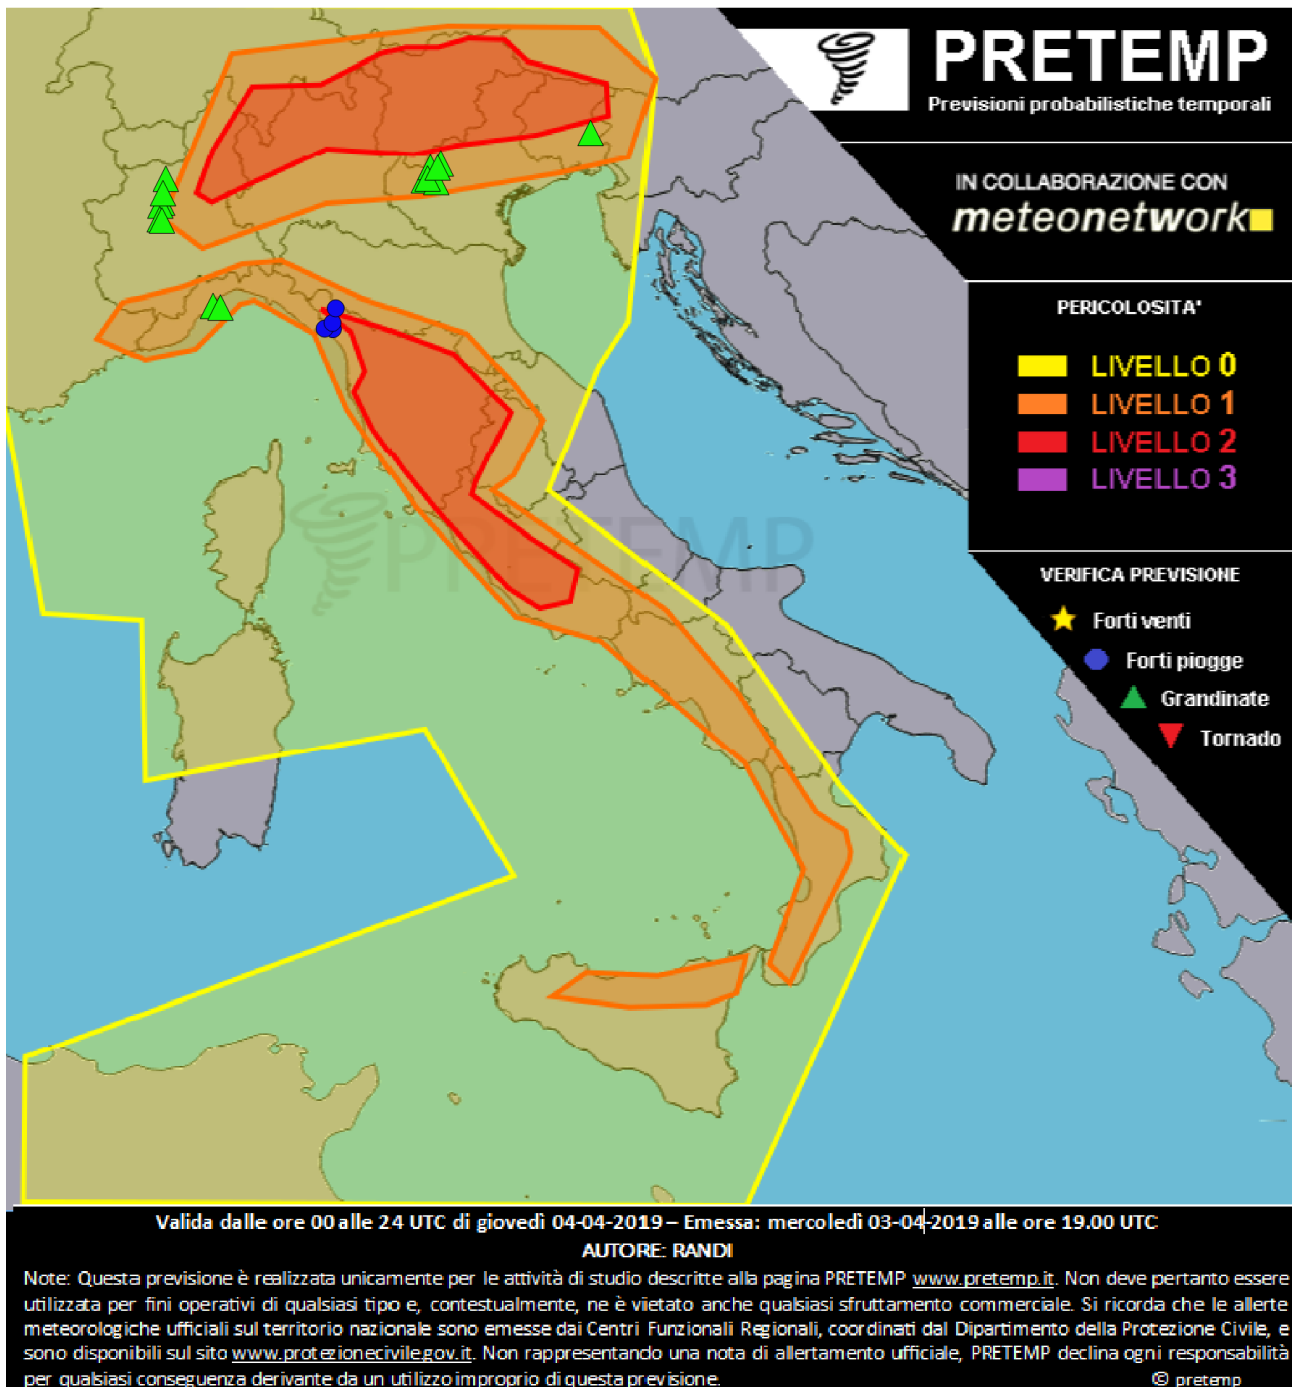 PRETEMP
Previsioni probabilistiche temporali
IN COLLABORAZIONE CON
meteonetwork
PERICOLOSITA'
LIVELLO 0
LIVELLO 1
LIVELLO 2
LIVELLO 3
VERIFICA PREVISIONE
Forti venti
Forti piogge
Grandinate
Tornado
PRETEMP
Valida dalle ore 00 alle 24 UTC di giovedì 04-04-2019 – Emessa: mercoledì 03-04-2019 alle ore 19.00 UTC
AUTORE: RANDI
Note: Questa previsione è realizzata unicamente per le attività di studio descritte alla pagina PRETEMP www.pretemp.it. Non deve pertanto essere
utilizzata per fini operativi di qualsiasi tipo e, contestualmente, ne è vietato anche qualsiasi sfruttamento commerciale. Si ricorda che le allerte
meteorologiche ufficiali sul territorio nazionale sono emesse dai Centri Funzionali Regionali, coordinati dal Dipartimento della Protezione Civile, e
sono disponibili sul sito www.protezionecivile.gov.it. Non rappresentando una nota di allertamento ufficiale, PRETEMP declina ogni responsabilità
per qualsiasi conseguenza derivante da un utilizzo improprio di questa previsione.
© pretemp